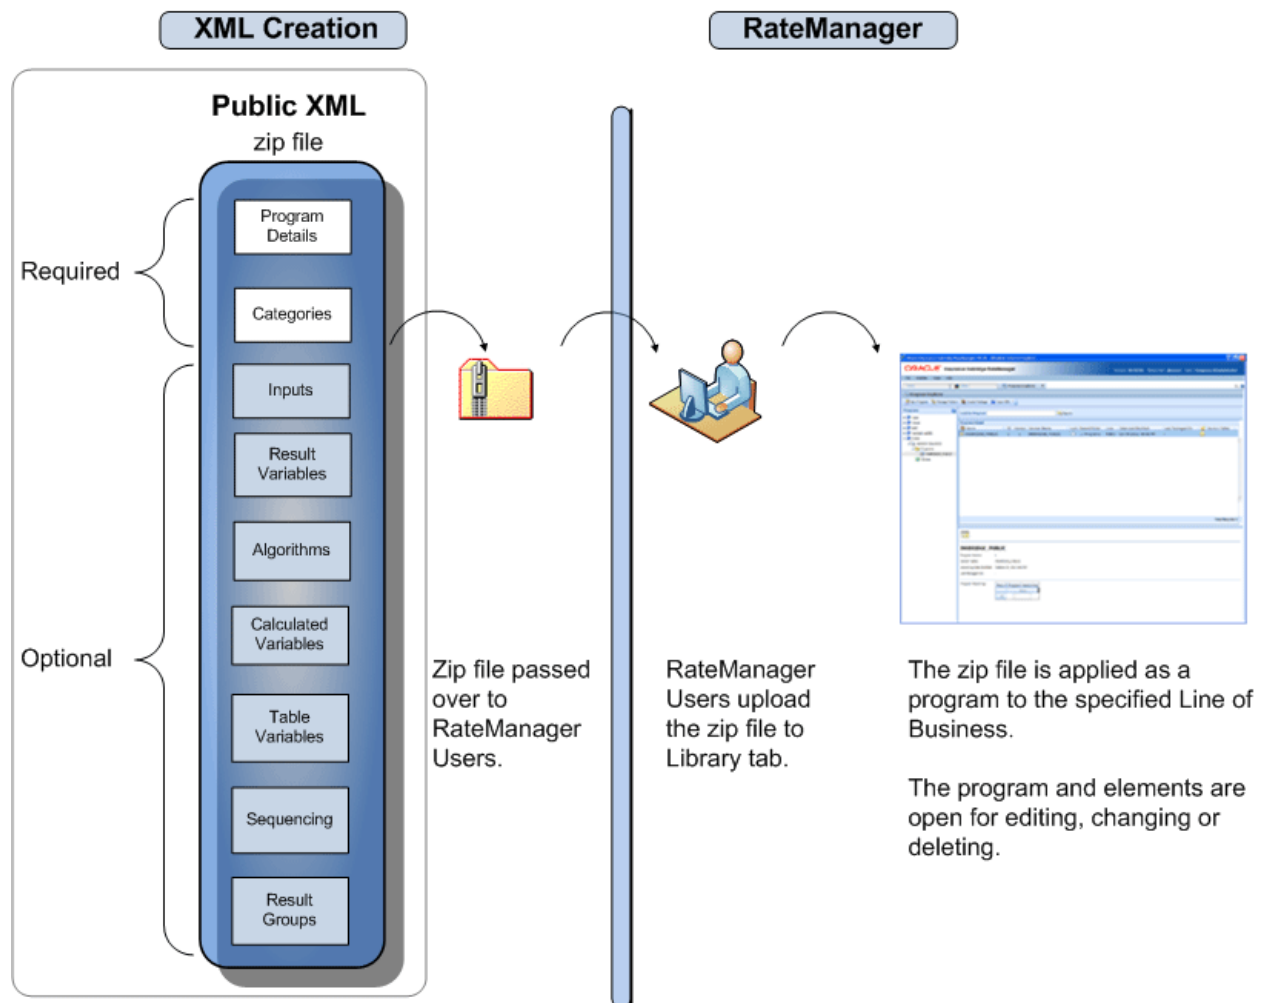 XML Creation
RateManager
Public XML
zip file
Required
Program
Details
Categories
Optional
Inputs
Result
Variables
Algorithms
Calculated
Variables
Table
Variables
Sequencing
Result
Groups
Zip file passed
over to
RateManager
Users.
RateManager
Users upload
the zip file to
Library tab.
ORACLE
The zip file is applied as a
program to the specified Line of
Business.
The program and elements are
open for editing, changing or
deleting.